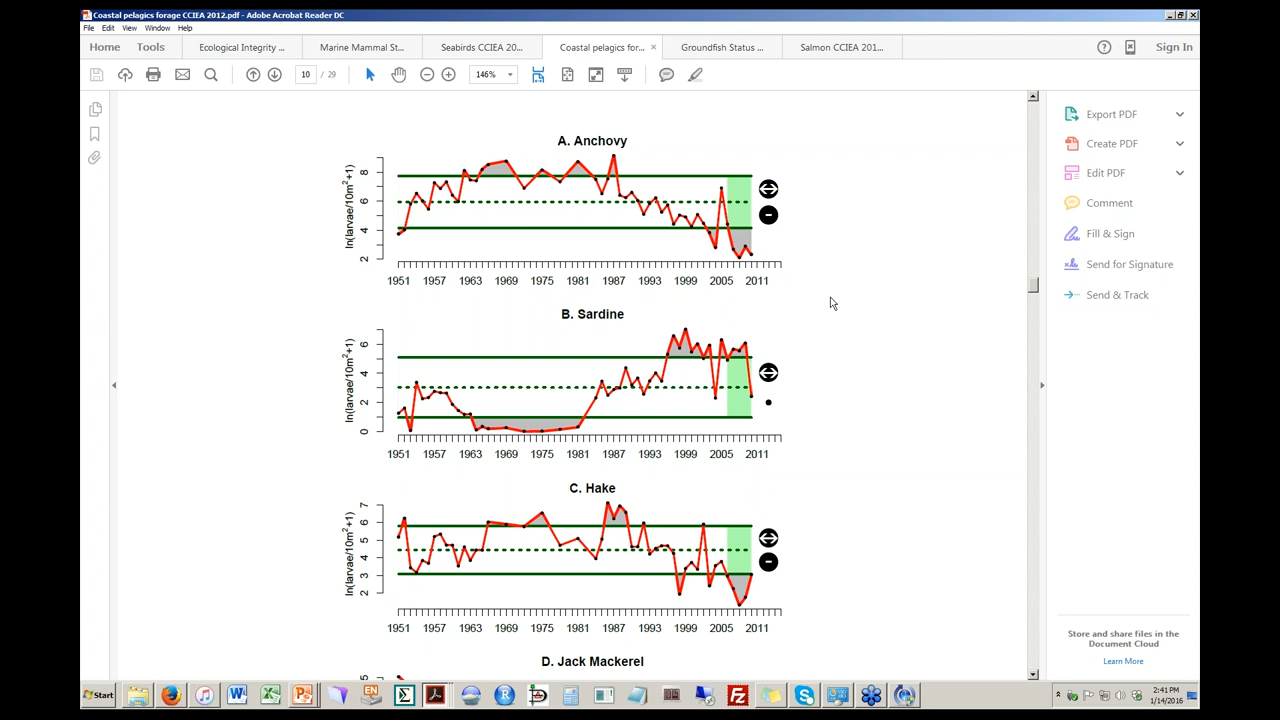 Coastal pelagics forage CCIEA 2012.pdf - Adobe Acrobat Reader DC
File Edit View Window Help
Home Tools Ecological Integrity ... Marine Mammal St... Seabirds CCIEA 20... Coastal pelagics for... × Groundfish Status ... Salmon CCIEA 201... Sign In
10 / 29 146%
A. Anchovy
ln(larvae/10m²+1)
8
6
4
2
1951 1957 1963 1969 1975 1981 1987 1993 1999 2005 2011
B. Sardine
ln(larvae/10m²+1)
6
4
2
0
1951 1957 1963 1969 1975 1981 1987 1993 1999 2005 2011
C. Hake
ln(larvae/10m²+1)
7
6
5
4
3
2
1951 1957 1963 1969 1975 1981 1987 1993 1999 2005 2011
D. Jack Mackerel
5
Export PDF
Create PDF
Edit PDF
Comment
Fill & Sign
Send for Signature
Send & Track
Store and share files in the
Document Cloud
Learn More
Start
2:41 PM
1/14/2016